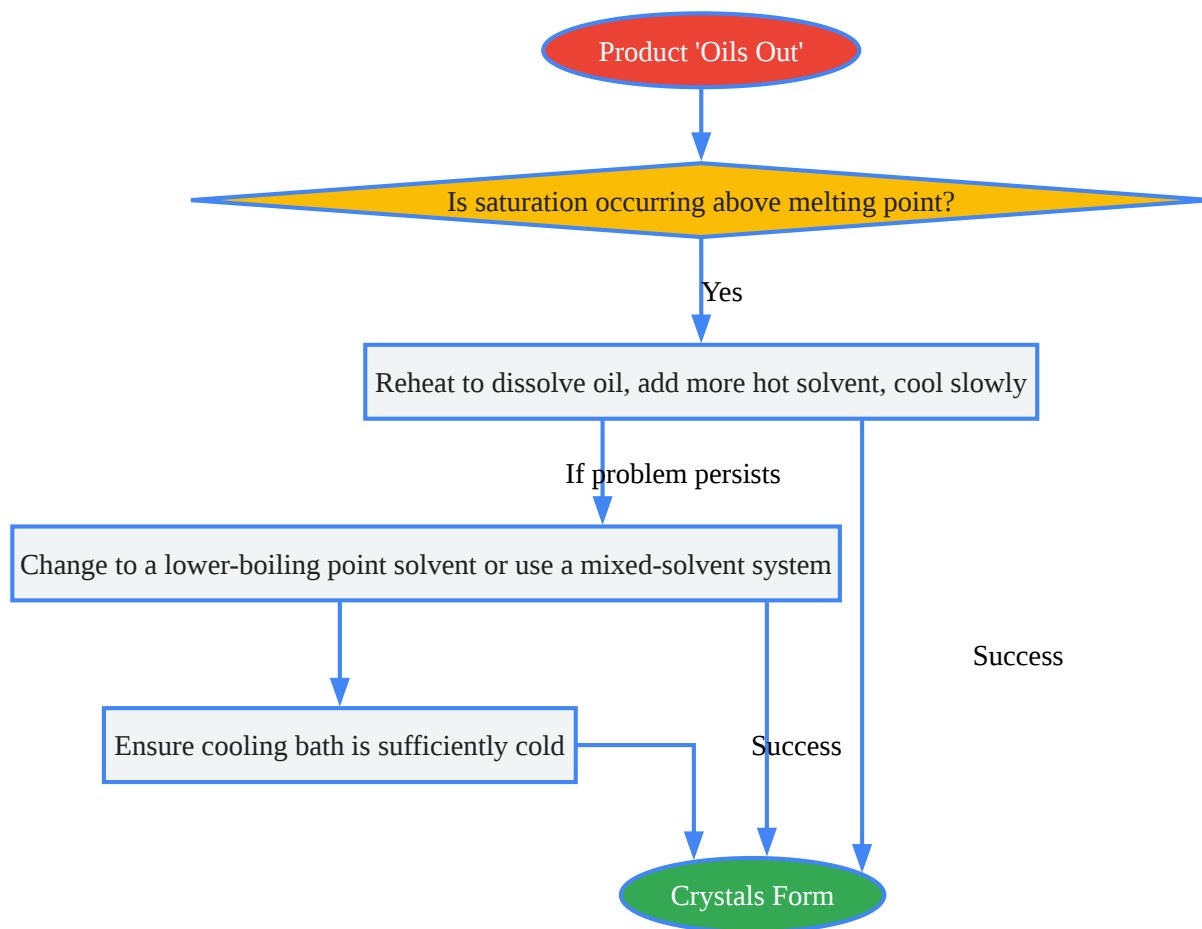 Product 'Oils Out'
Is saturation occurring above melting point?
Yes
Reheat to dissolve oil, add more hot solvent, cool slowly
If problem persists
Change to a lower-boiling point solvent or use a mixed-solvent system
Success
Ensure cooling bath is sufficiently cold
Success
Crystals Form